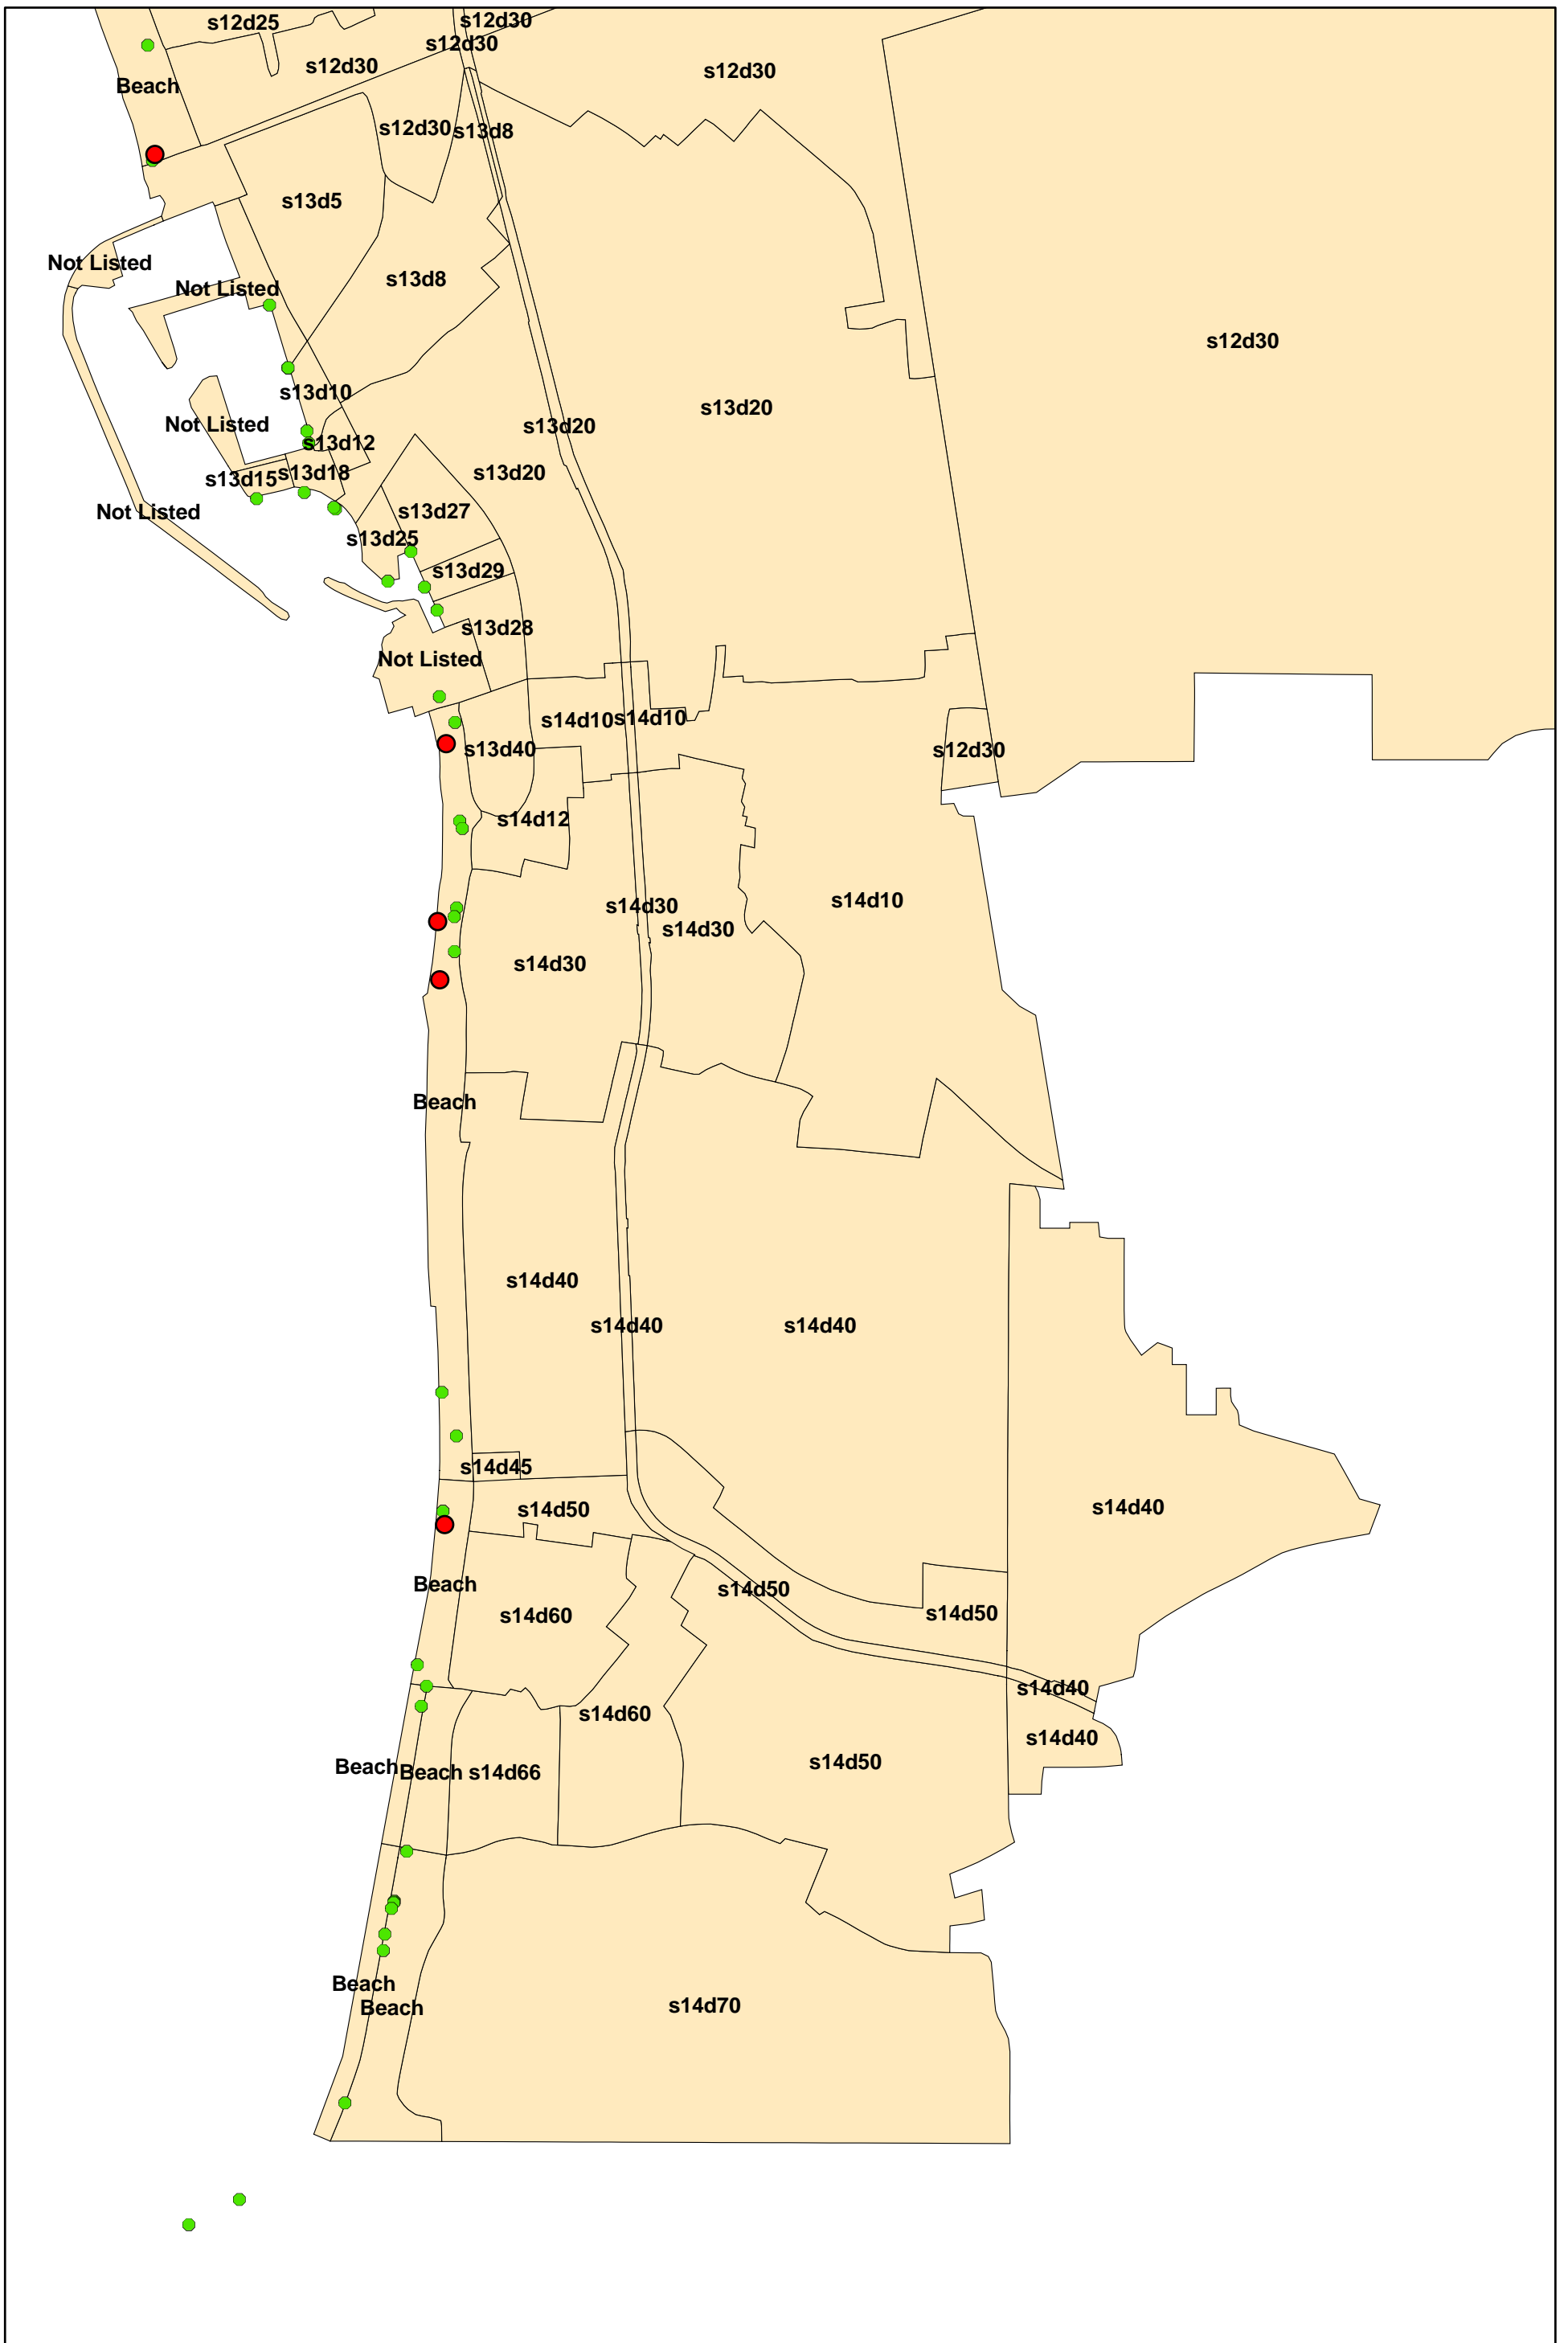 s12d25
s12d30
s12d30
s12d30
s12d30
Beach
s12d30
s13d8
s13d5
Not Listed
s13d8
Not Listed
s12d30
s13d10
s13d20
Not Listed
s13d20
s13d12
s13d15
s13d18
s13d20
Not Listed
s13d27
s13d25
s13d29
s13d28
Not Listed
s14d10
s14d10
s13d40
s12d30
s14d12
s14d10
s14d30
s14d30
s14d30
Beach
s14d40
s14d40
s14d40
s14d45
s14d50
s14d40
Beach
s14d50
s14d60
s14d50
s14d40
s14d60
s14d40
Beach
Beach
s14d66
s14d50
Beach
Beach
s14d70